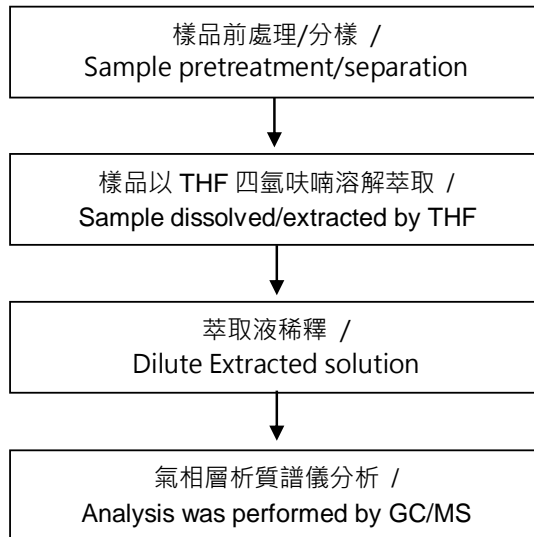 樣品前處理/分樣 /
Sample pretreatment/separation
樣品以 THF 四氫呋喃溶解萃取 /
Sample dissolved/extracted by THF
萃取液稀釋 /
Dilute Extracted solution
氣相層析質譜儀分析 /
Analysis was performed by GC/MS